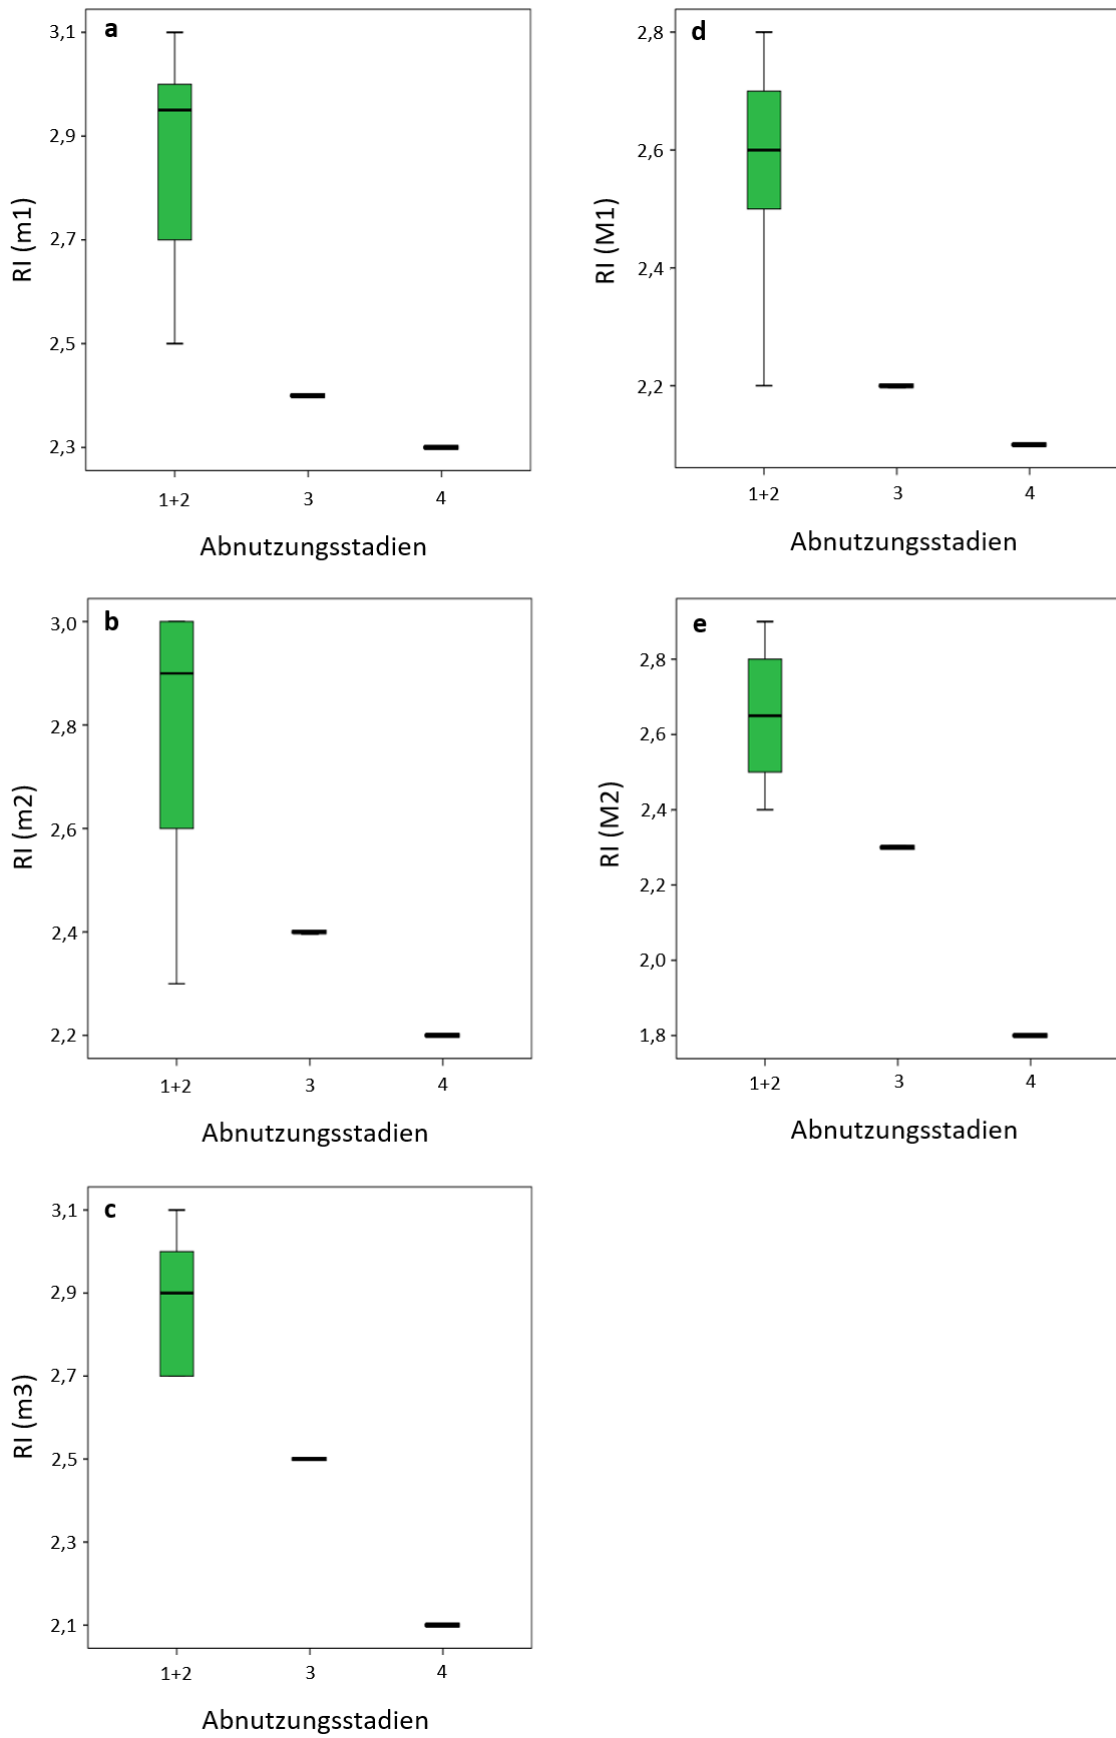 a
3,1
2,9
2,7
2,5
2,3
RI (m1)
1+2 3 4
Abnutzungsstadien
d
2,8
2,6
2,4
2,2
RI (M1)
1+2 3 4
Abnutzungsstadien
b
3,0
2,8
2,6
2,4
2,2
RI (m2)
1+2 3 4
Abnutzungsstadien
e
2,8
2,6
2,4
2,2
2,0
1,8
RI (M2)
1+2 3 4
Abnutzungsstadien
c
3,1
2,9
2,7
2,5
2,3
2,1
RI (m3)
1+2 3 4
Abnutzungsstadien